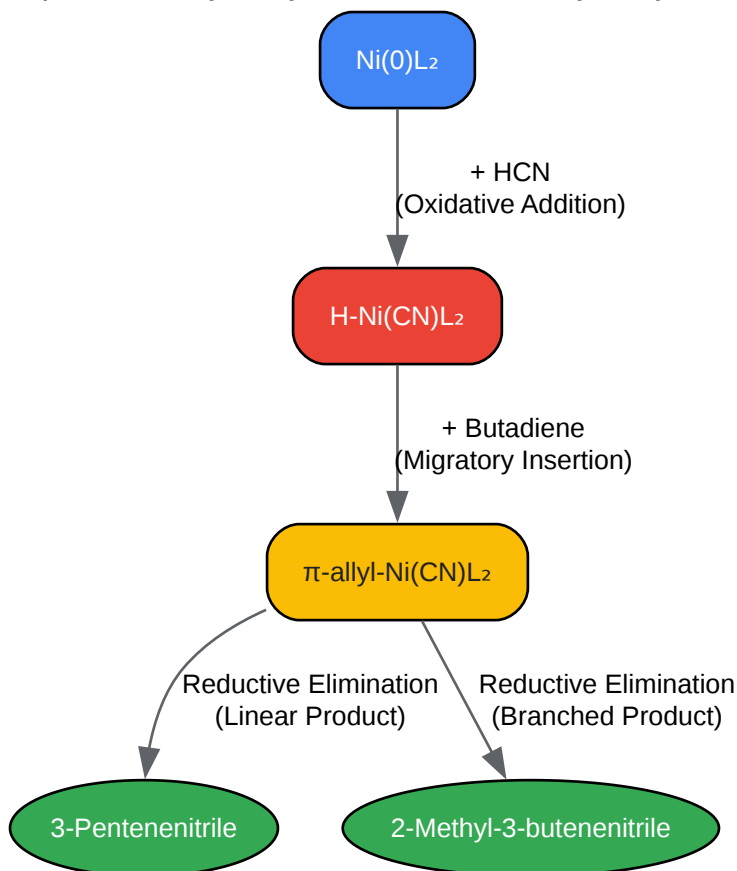 Ni(0)L₂
+ HCN
(Oxidative Addition)
H-Ni(CN)L₂
+ Butadiene
(Migratory Insertion)
π-allyl-Ni(CN)L₂
Reductive Elimination
(Linear Product)
Reductive Elimination
(Branched Product)
3-Pentenenitrile
2-Methyl-3-butenenitrile